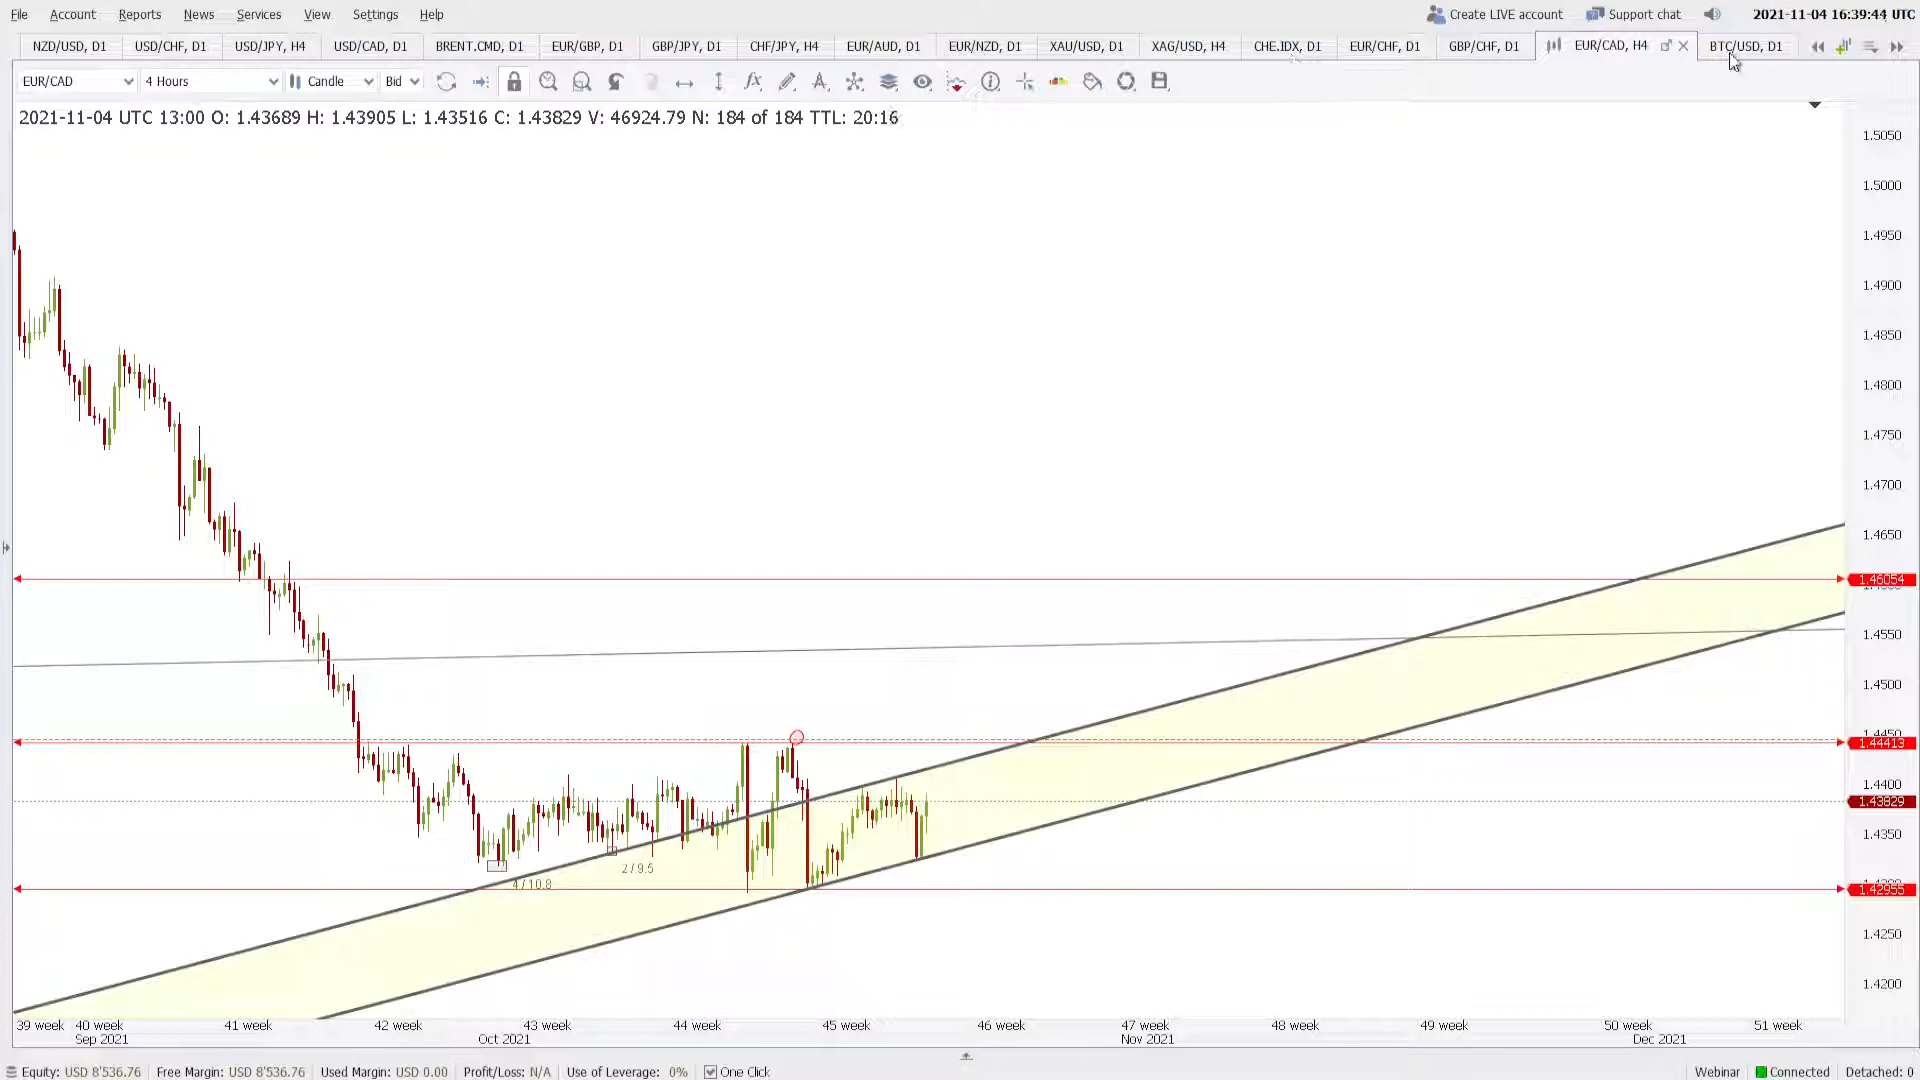 File Account Reports News Services View Settings Help Create LIVE account Support chat 2021-11-04 16:39:44 UTC
NZD/USD, D1 USD/CHF, D1 USD/JPY, H4 USD/CAD, D1 BRENT.CMD, D1 EUR/GBP, D1 GBP/JPY, D1 CHF/JPY, H4 EUR/AUD, D1 EUR/NZD, D1 XAU/USD, D1 XAG/USD, H4 CHE.IDX, D1 EUR/CHF, D1 GBP/CHF, D1 EUR/CAD, H4 BTC/USD, D1
EUR/CAD 4 Hours Candle Bid
2021-11-04 UTC 13:00 O: 1.43689 H: 1.43905 L: 1.43516 C: 1.43829 V: 46924.79 N: 184 of 184 TTL: 20:16
1.5050
1.5000
1.4950
1.4900
1.4850
1.4800
1.4750
1.4700
1.4650
1.46054
1.4550
1.4500
1.4450
1.44413
1.4400
1.43829
1.4350
2 / 9.5
4 / 10.8
1.42955
1.4250
1.4200
39 week 40 week 41 week 42 week 43 week 44 week 45 week 46 week 47 week 48 week 49 week 50 week 51 week
Sep 2021 Oct 2021 Nov 2021 Dec 2021
Equity: USD 8'536.76 Free Margin: USD 8'536.76 Used Margin: USD 0.00 Profit/Loss: N/A Use of Leverage: 0% One Click Webinar Connected Detached: 0